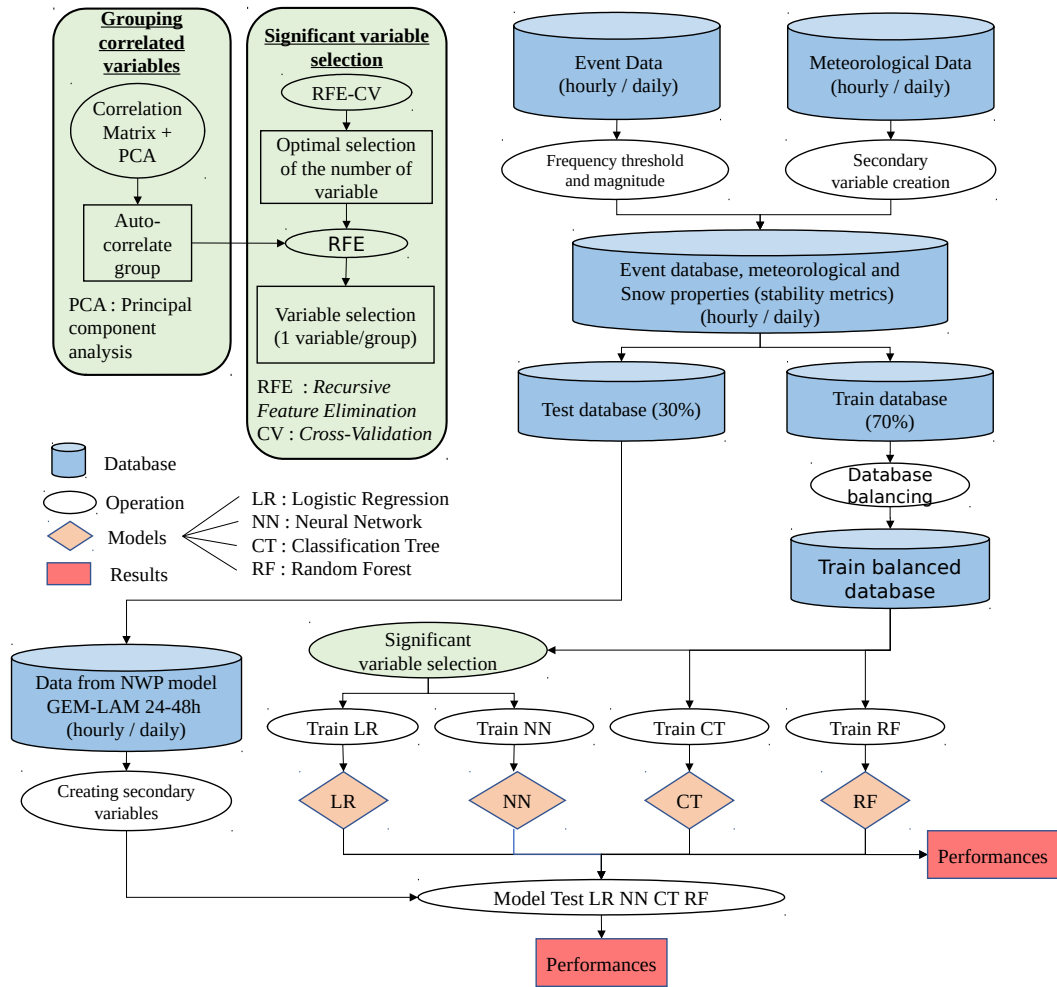 Grouping
correlated
variables
Correlation
Matrix +
PCA
Auto-
correlate
group
PCA : Principal
component
analysis
Significant variable
selection
RFE-CV
Optimal selection
of the number of
variable
RFE
Variable selection
(1 variable/group)
RFE : Recursive
Feature Elimination
CV : Cross-Validation
Event Data
(hourly / daily)
Meteorological Data
(hourly / daily)
Frequency threshold
and magnitude
Secondary
variable creation
Event database, meteorological and
Snow properties (stability metrics)
(hourly / daily)
Test database (30%)
Train database
(70%)
Database
balancing
Train balanced
database
Database
Operation
Models
Results
LR : Logistic Regression
NN : Neural Network
CT : Classification Tree
RF : Random Forest
Significant
variable selection
Data from NWP model
GEM-LAM 24-48h
(hourly / daily)
Creating secondary
variables
Train LR
Train NN
Train CT
Train RF
LR
NN
CT
RF
Performances
Model Test LR NN CT RF
Performances